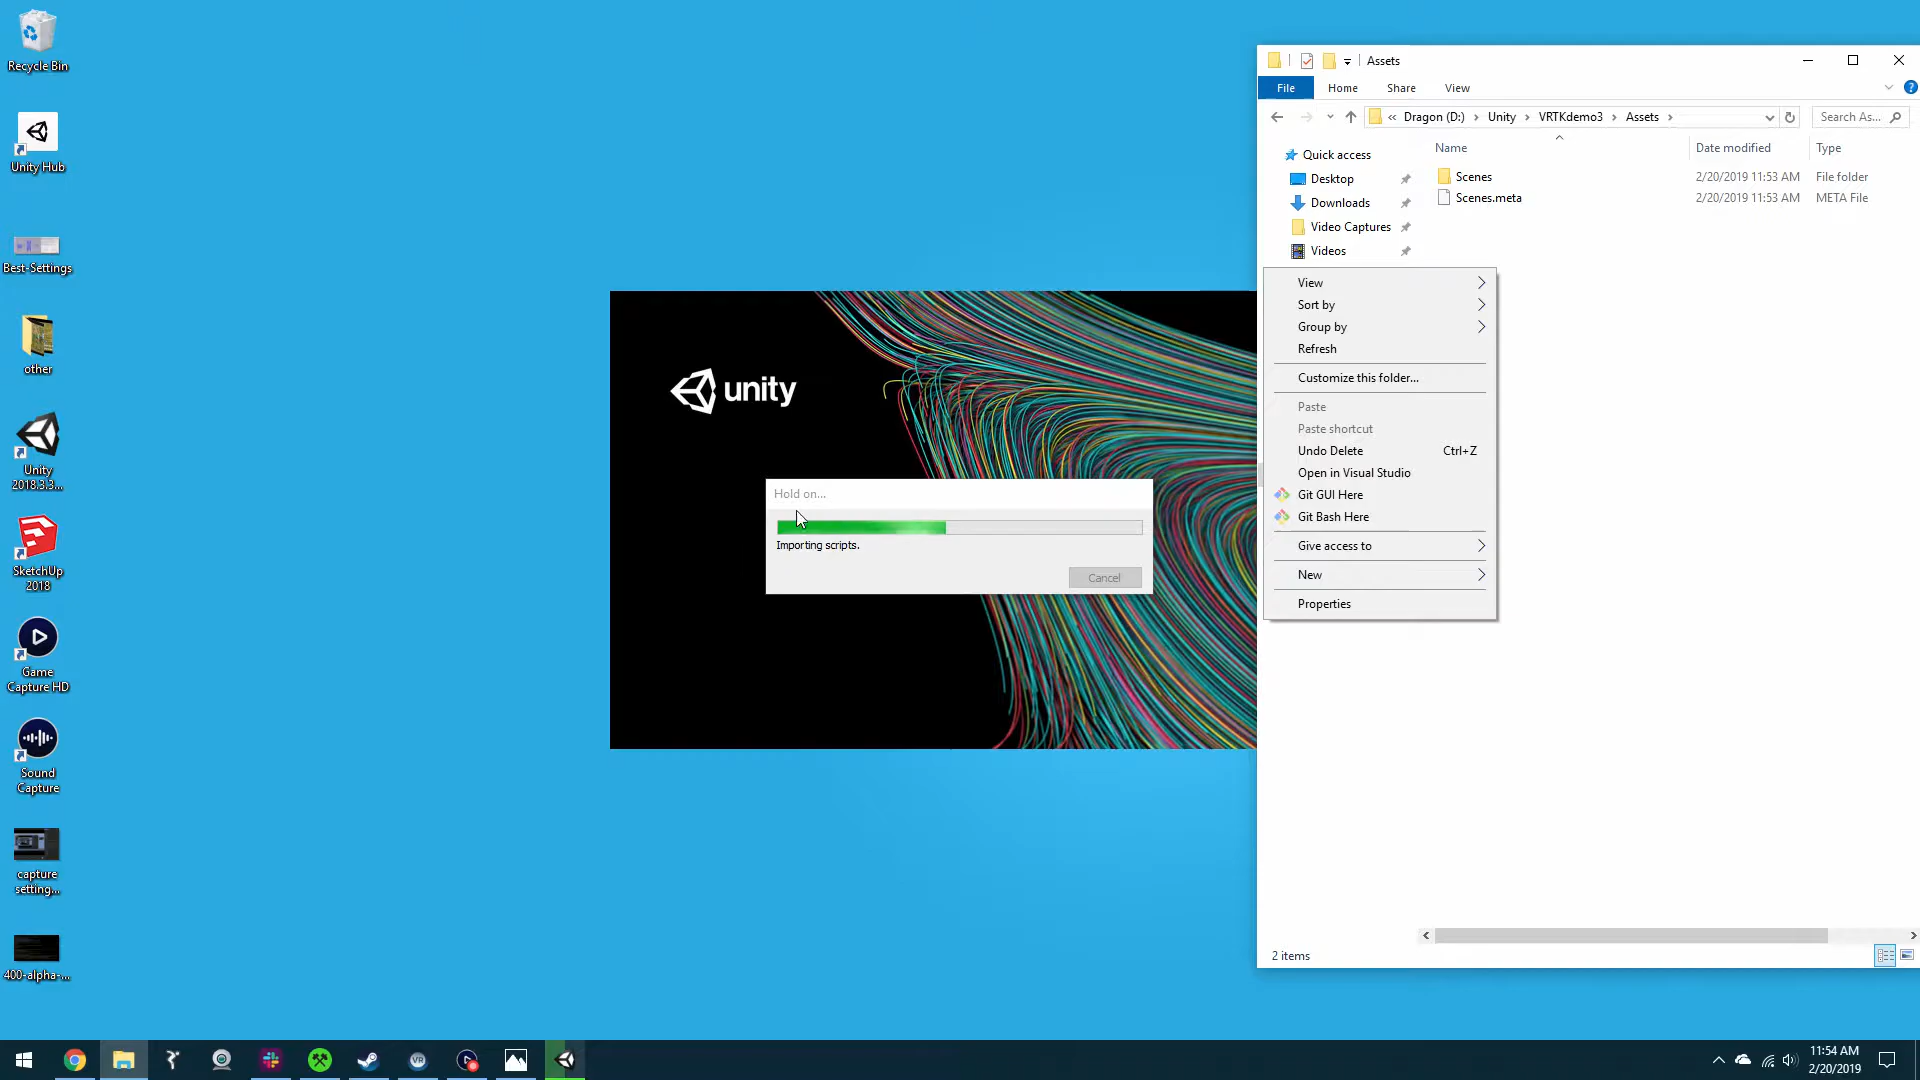 Recycle Bin
Unity Hub
Best-Settings
other
Unity
2018.3.3...
SketchUp
2018
Game
Capture HD
Sound
Capture
capture
setting...
400-alpha-...
unity
Hold on...
Importing scripts.
Cancel
Assets
File Home Share View
« Dragon (D:) › Unity › VRTKdemo3 › Assets ›
Search As...
Quick access
Desktop
Downloads
Video Captures
Videos
Name Date modified Type
Scenes 2/20/2019 11:53 AM File folder
Scenes.meta 2/20/2019 11:53 AM META File
View
Sort by
Group by
Refresh
Customize this folder...
Paste
Paste shortcut
Undo Delete Ctrl+Z
Open in Visual Studio
Git GUI Here
Git Bash Here
Give access to
New
Properties
2 items
VR
11:54 AM
2/20/2019